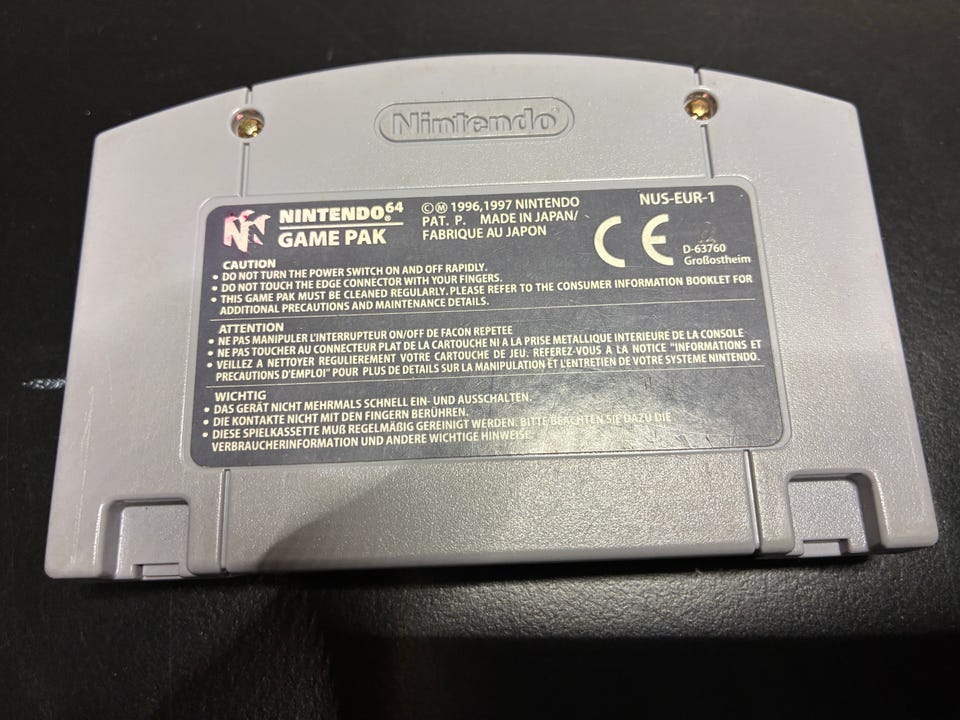 Nintendo®
NINTENDO64®
GAME PAK
©Ⓜ 1996,1997 NINTENDO
PAT. P. MADE IN JAPAN/
FABRIQUE AU JAPON
NUS-EUR-1
CE
D-63760
Großostheim
CAUTION
• DO NOT TURN THE POWER SWITCH ON AND OFF RAPIDLY.
• DO NOT TOUCH THE EDGE CONNECTOR WITH YOUR FINGERS.
• THIS GAME PAK MUST BE CLEANED REGULARLY. PLEASE REFER TO THE CONSUMER INFORMATION BOOKLET FOR
ADDITIONAL PRECAUTIONS AND MAINTENANCE DETAILS.
ATTENTION
• NE PAS MANIPULER L'INTERRUPTEUR ON/OFF DE FACON REPETEE
• NE PAS TOUCHER AU CONNECTEUR PLAT DE LA CARTOUCHE NI A LA PRISE METALLIQUE INTERIEURE DE LA CONSOLE
• VEILLEZ A NETTOYER REGULIEREMENT VOTRE CARTOUCHE DE JEU. REFEREZ-VOUS A LA NOTICE "INFORMATIONS ET
PRECAUTIONS D'EMPLOI" POUR PLUS DE DETAILS SUR LA MANIPULATION ET L'ENTRETIEN DE VOTRE SYSTEME NINTENDO.
WICHTIG
• DAS GERÄT NICHT MEHRMALS SCHNELL EIN- UND AUSSCHALTEN.
• DIE KONTAKTE NICHT MIT DEN FINGERN BERÜHREN.
• DIESE SPIELKASSETTE MUß REGELMÄßIG GEREINIGT WERDEN. BITTE BEACHTEN SIE DAZU DIE
VERBRAUCHERINFORMATION UND ANDERE WICHTIGE HINWEISE.